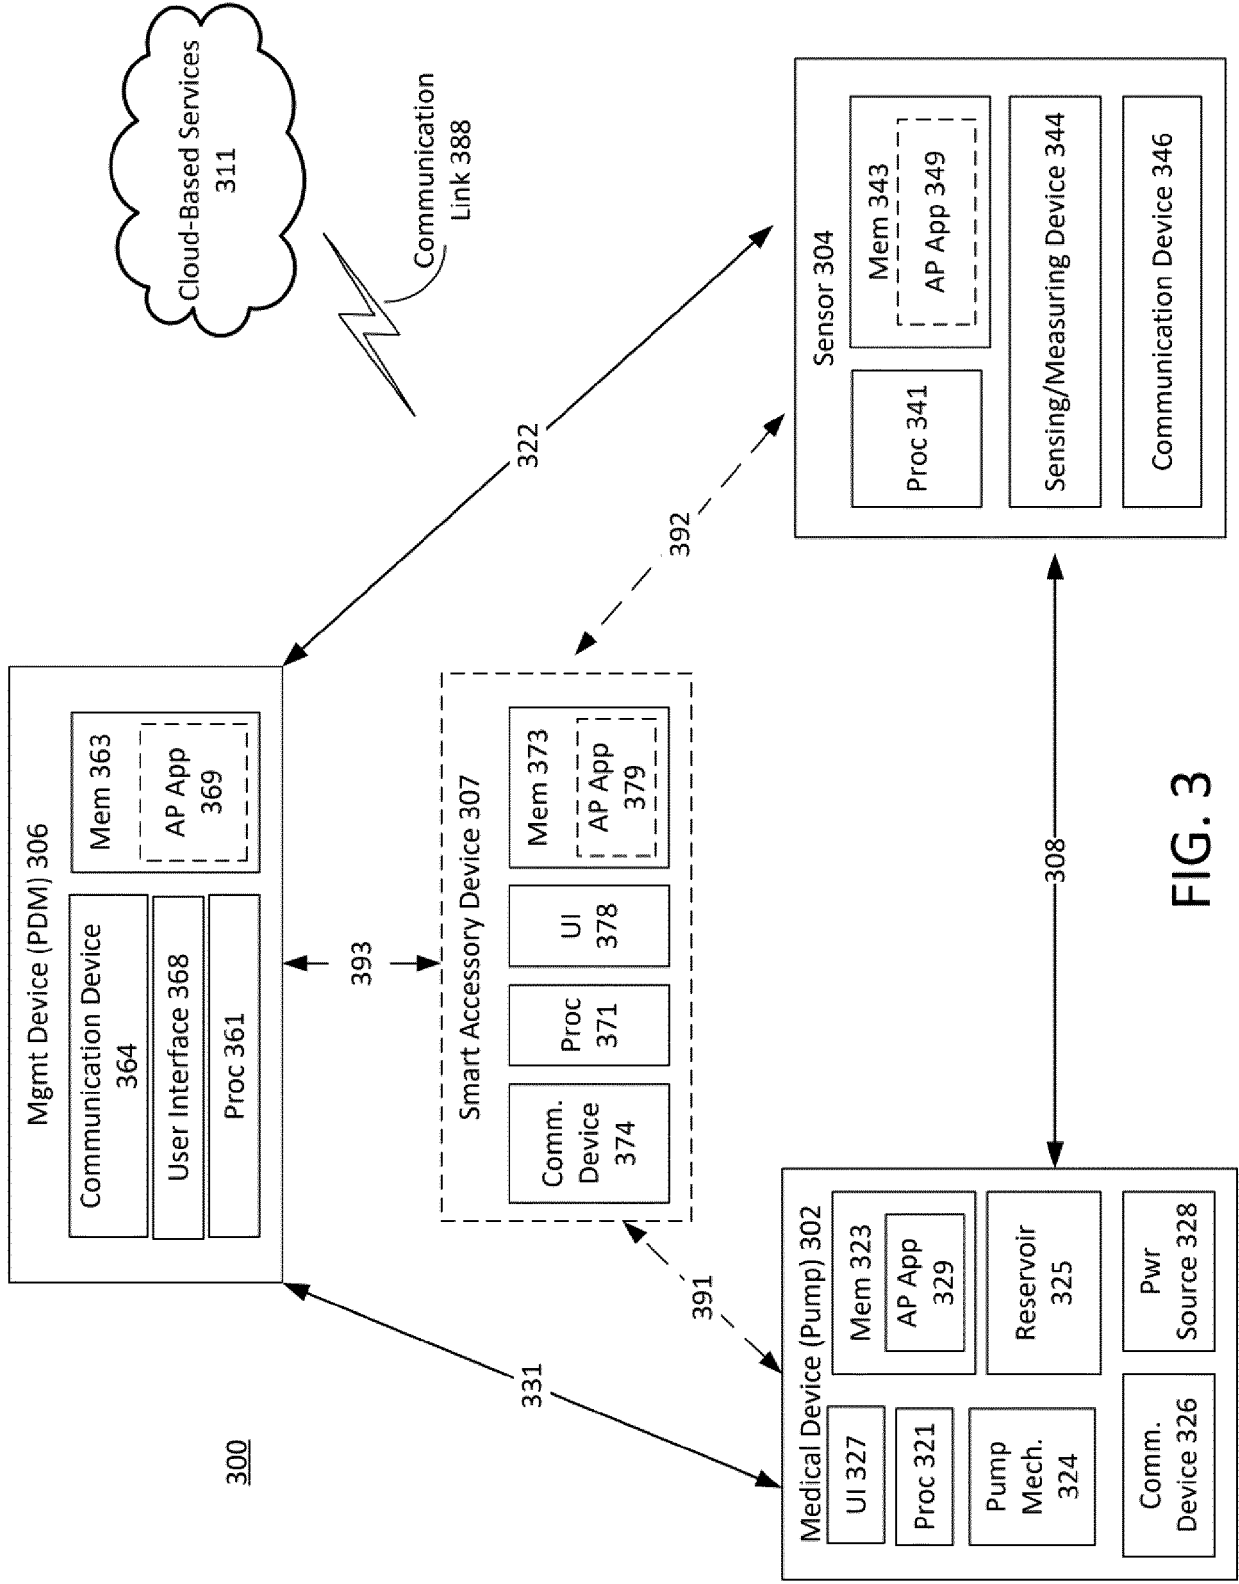 300
Mgmt Device (PDM) 306
Communication Device
364
User Interface 368
Proc 361
Mem 363
AP App
369
Cloud-Based Services
311
Communication
Link 388
331
393
322
Smart Accessory Device 307
Comm.
Device
374
Proc
371
UI
378
Mem 373
AP App
379
391
392
Medical Device (Pump) 302
UI 327
Proc 321
Pump
Mech.
324
Comm.
Device 326
Mem 323
AP App
329
Reservoir
325
Pwr
Source 328
308
Sensor 304
Proc 341
Mem 343
AP App 349
Sensing/Measuring Device 344
Communication Device 346
FIG. 3